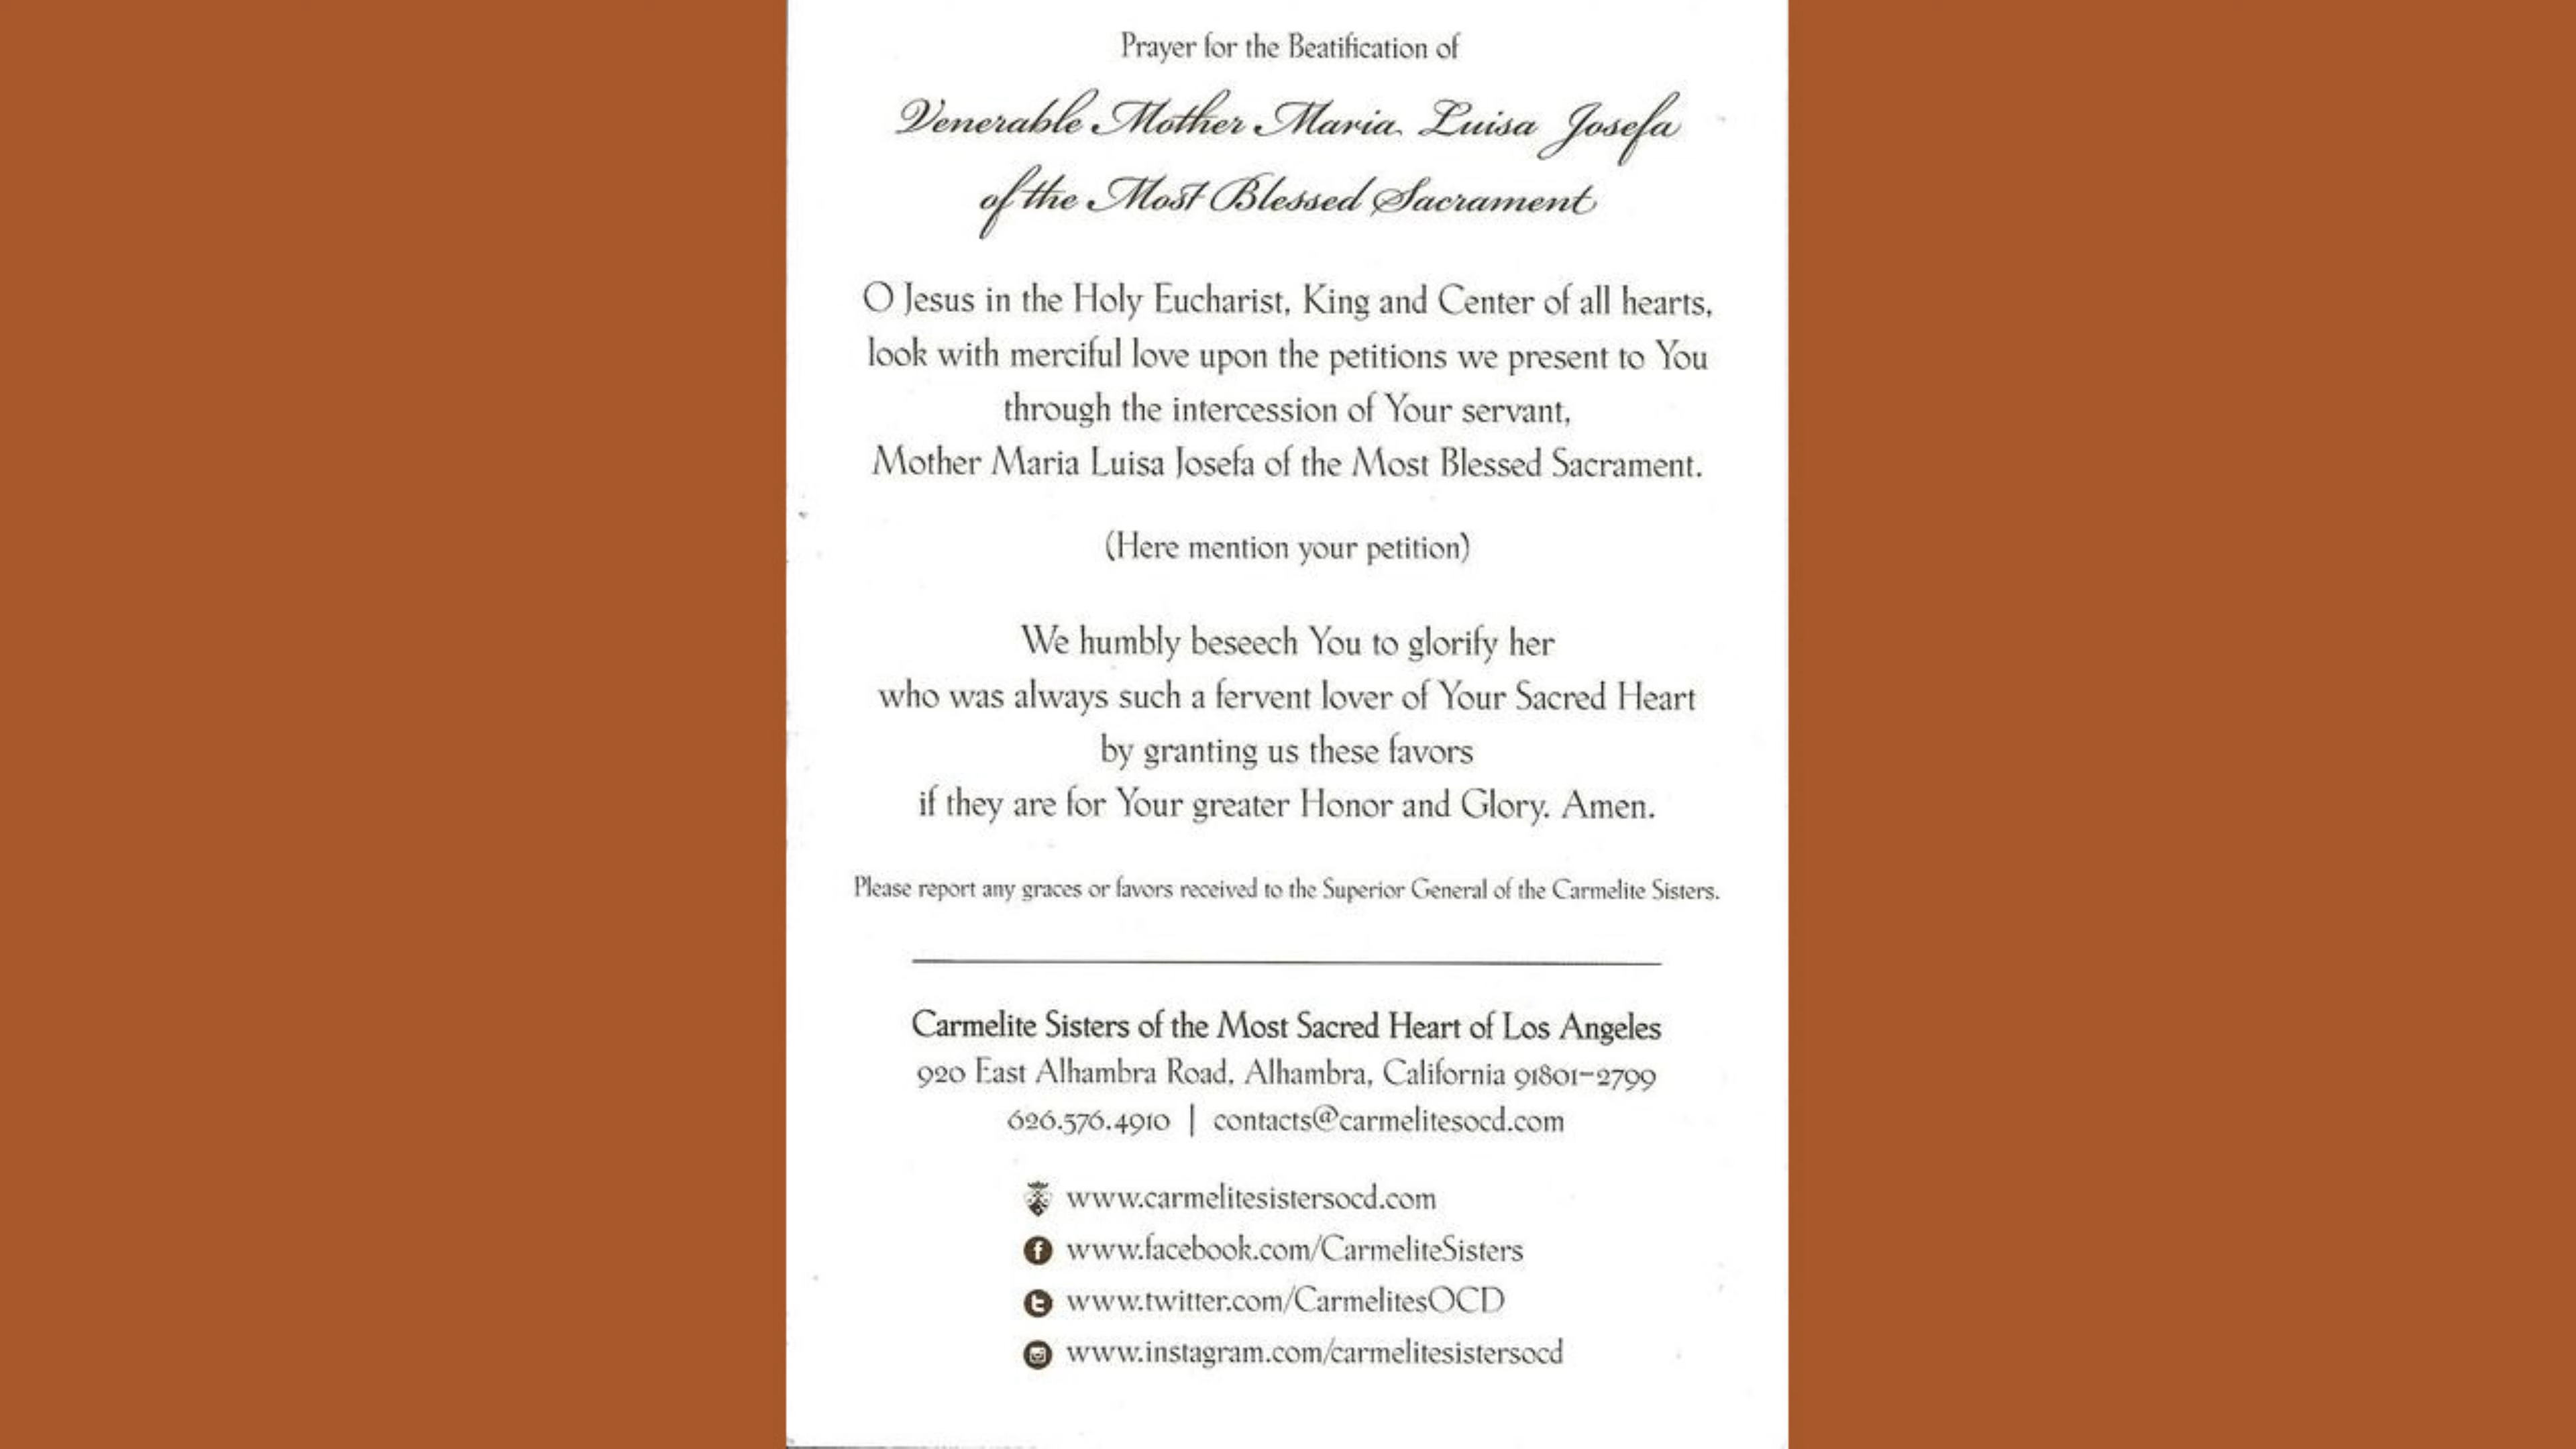 Prayer for the Beatification of
Venerable Mother Maria Luisa Josefa
of the Most Blessed Sacrament
O Jesus in the Holy Eucharist, King and Center of all hearts,
look with merciful love upon the petitions we present to You
through the intercession of Your servant,
Mother Maria Luisa Josefa of the Most Blessed Sacrament.
(Here mention your petition)
We humbly beseech You to glorify her
who was always such a fervent lover of Your Sacred Heart
by granting us these favors
if they are for Your greater Honor and Glory. Amen.
Please report any graces or favors received to the Superior General of the Carmelite Sisters.
Carmelite Sisters of the Most Sacred Heart of Los Angeles
920 East Alhambra Road, Alhambra, California 91801-2799
626.576.4910 | contacts@carmelitesocd.com
www.carmelitesistersocd.com
www.facebook.com/CarmeliteSisters
www.twitter.com/CarmelitesOCD
www.instagram.com/carmelitesistersocd